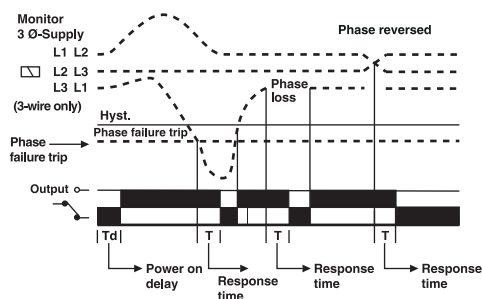 Monitor
3 Ø-Supply
Phase reversed
L1 L2
L2 L3
L3 L1
Phase
loss
(3-wire only)
Hyst.
Phase failure trip
Phase
failure trip
Output
Td
T
T
T
Power on
delay
Response
time
Response
time
Response
time